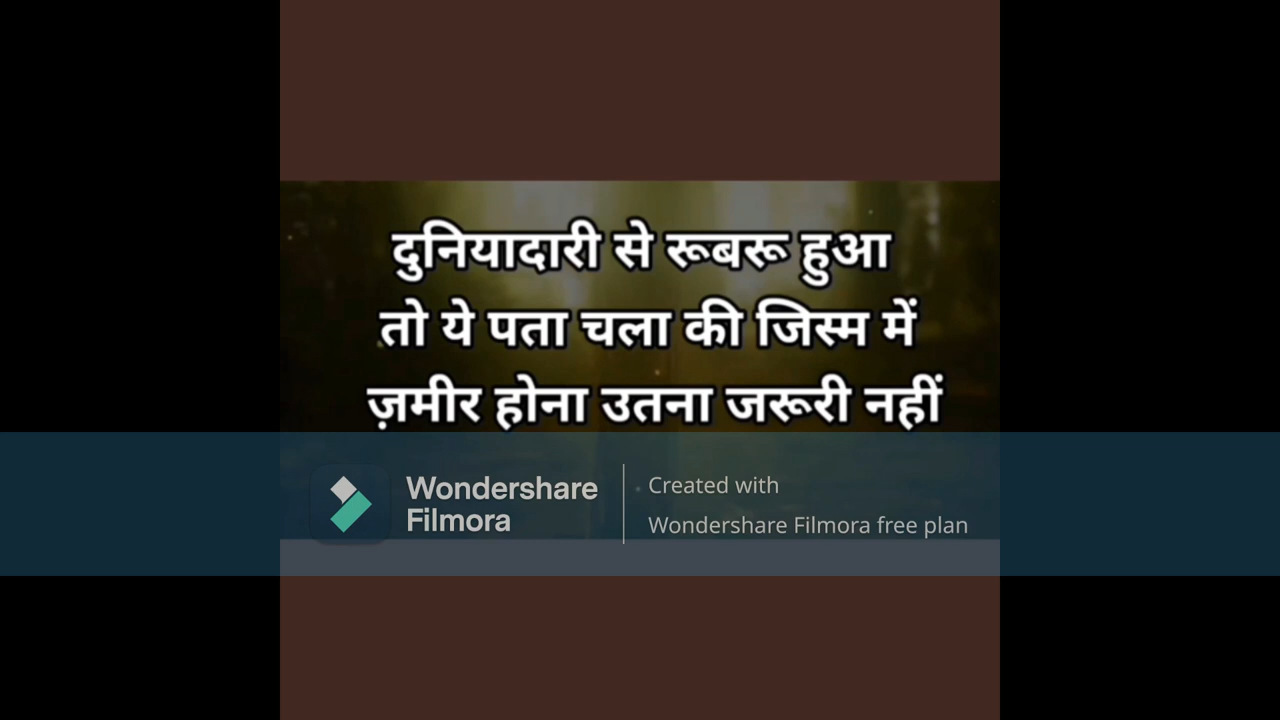 दुनियादारी से रूबरू हुआ
तो ये पता चला की जिस्म में
ज़मीर होना उतना जरूरी नहीं
Wondershare
Filmora
Created with
Wondershare Filmora free plan